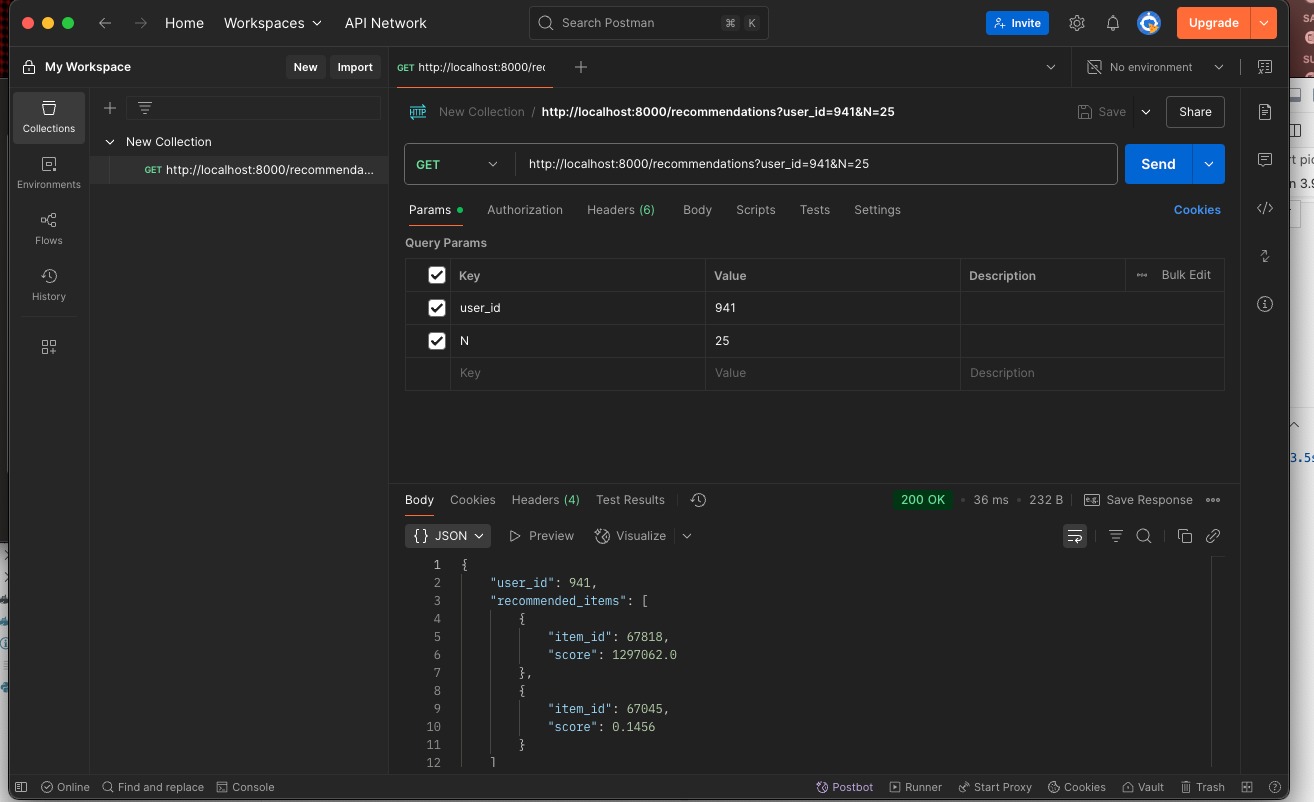 Home Workspaces API Network Search Postman ⌘ K Invite Upgrade
My Workspace New Import GET http://localhost:8000/rec No environment
Collections
Environments
Flows
History
New Collection
GET http://localhost:8000/recommenda...
HTTP New Collection / http://localhost:8000/recommendations?user_id=941&N=25 Save Share
GET http://localhost:8000/recommendations?user_id=941&N=25 Send
Params Authorization Headers (6) Body Scripts Tests Settings Cookies
Query Params
Key Value Description Bulk Edit
user_id 941
N 25
Key Value Description
Body Cookies Headers (4) Test Results 200 OK 36 ms 232 B e.g. Save Response
{} JSON Preview Visualize
1 {
2 "user_id": 941,
3 "recommended_items": [
4 {
5 "item_id": 67818,
6 "score": 1297062.0
7 },
8 {
9 "item_id": 67045,
10 "score": 0.1456
11 }
12 ]
Online Find and replace Console Postbot Runner Start Proxy Cookies Vault Trash